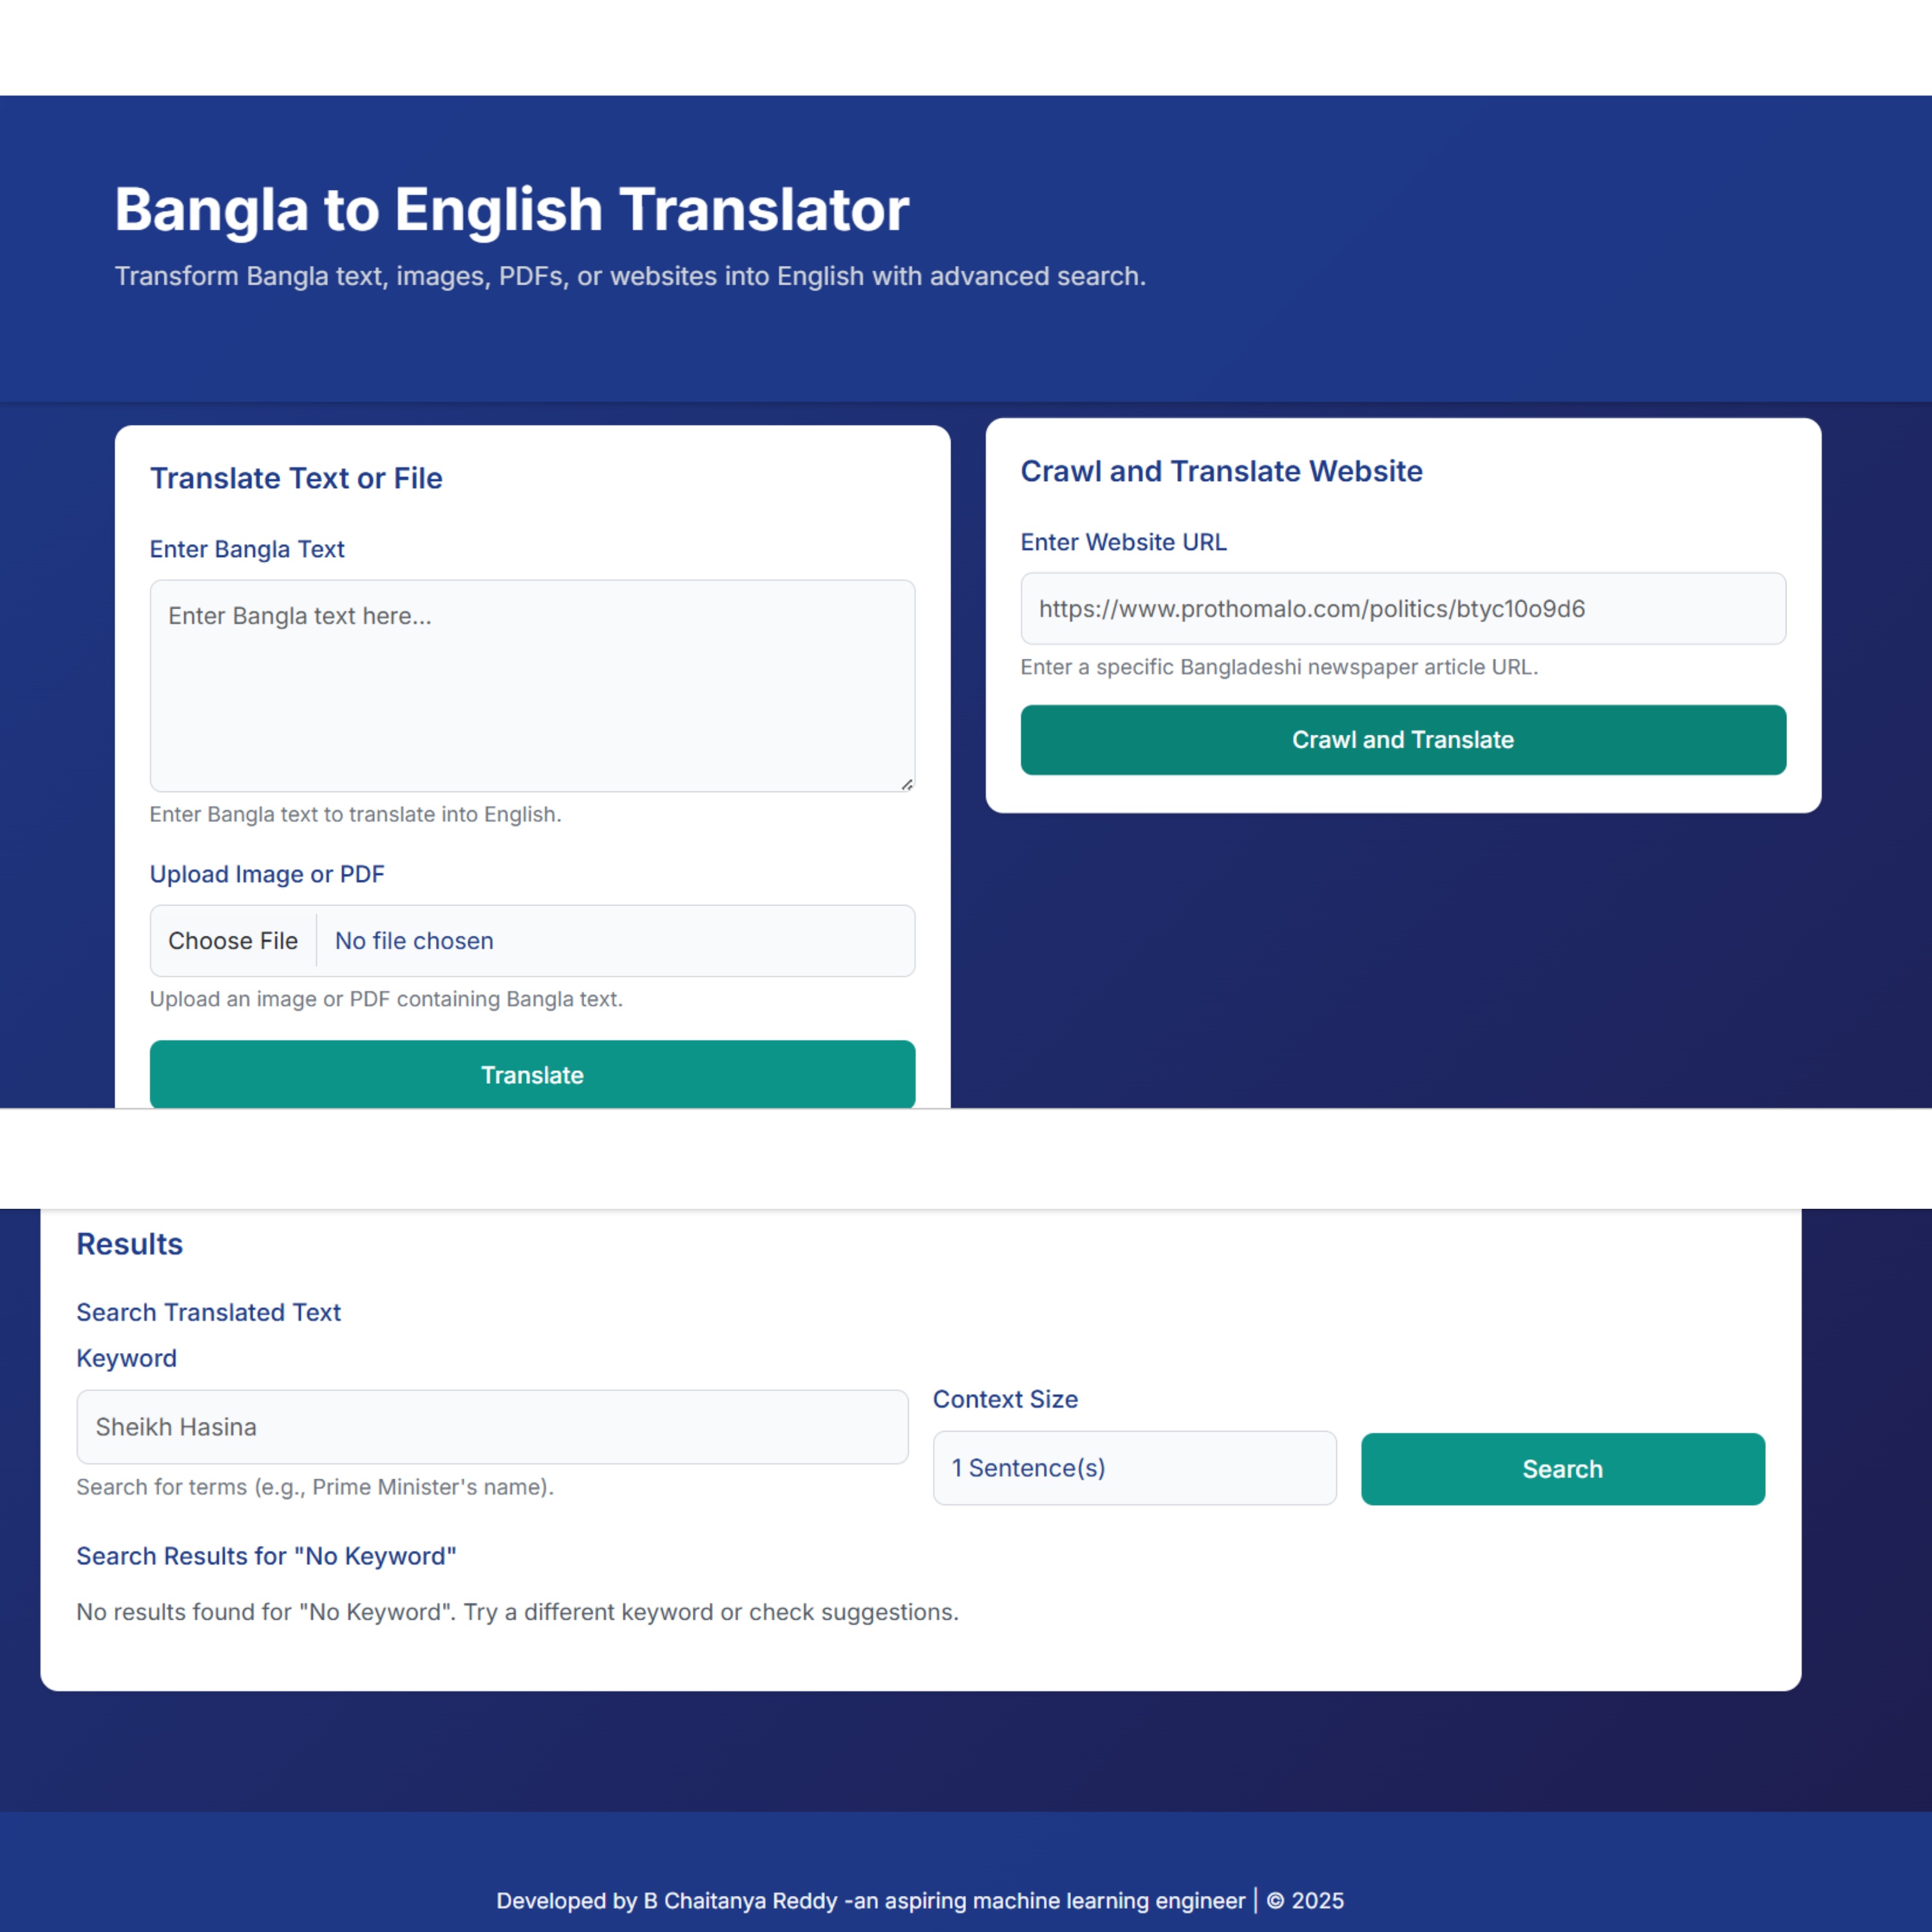 Bangla to English Translator
Transform Bangla text, images, PDFs, or websites into English with advanced search.
Translate Text or File
Enter Bangla Text
Enter Bangla text here...
Enter Bangla text to translate into English.
Upload Image or PDF
Choose File No file chosen
Upload an image or PDF containing Bangla text.
Translate
Crawl and Translate Website
Enter Website URL
https://www.prothomalo.com/politics/btyc10o9d6
Enter a specific Bangladeshi newspaper article URL.
Crawl and Translate
Results
Search Translated Text
Keyword
Sheikh Hasina
Search for terms (e.g., Prime Minister's name).
Context Size
1 Sentence(s)
Search
Search Results for "No Keyword"
No results found for "No Keyword". Try a different keyword or check suggestions.
Developed by B Chaitanya Reddy -an aspiring machine learning engineer | © 2025